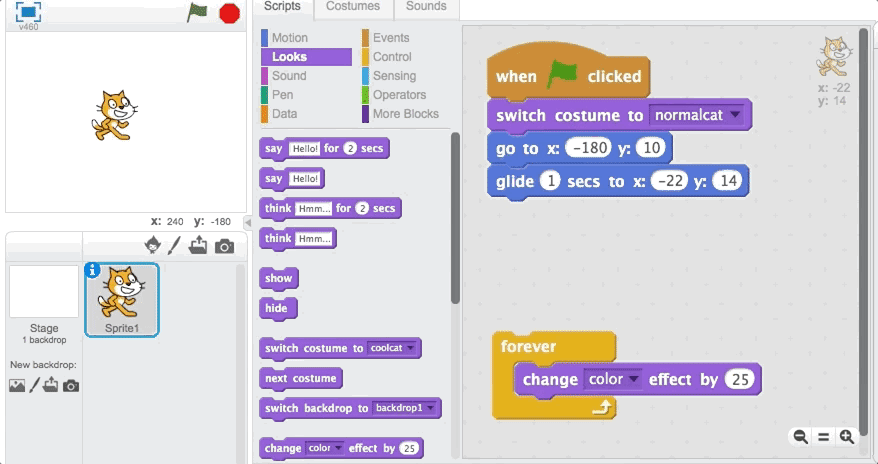 v460
Scripts Costumes Sounds
Motion Events
Looks Control
Sound Sensing
Pen Operators
Data More Blocks
say Hello! for 2 secs
say Hello!
think Hmm... for 2 secs
think Hmm...
show
hide
switch costume to coolcat
next costume
switch backdrop to backdrop1
change color effect by 25
x: 240 y: -180
Sprite1
Stage
1 backdrop
New backdrop:
when clicked
switch costume to normalcat
go to x: -180 y: 10
glide 1 secs to x: -22 y: 14
forever
change color effect by 25
x: -22
y: 14